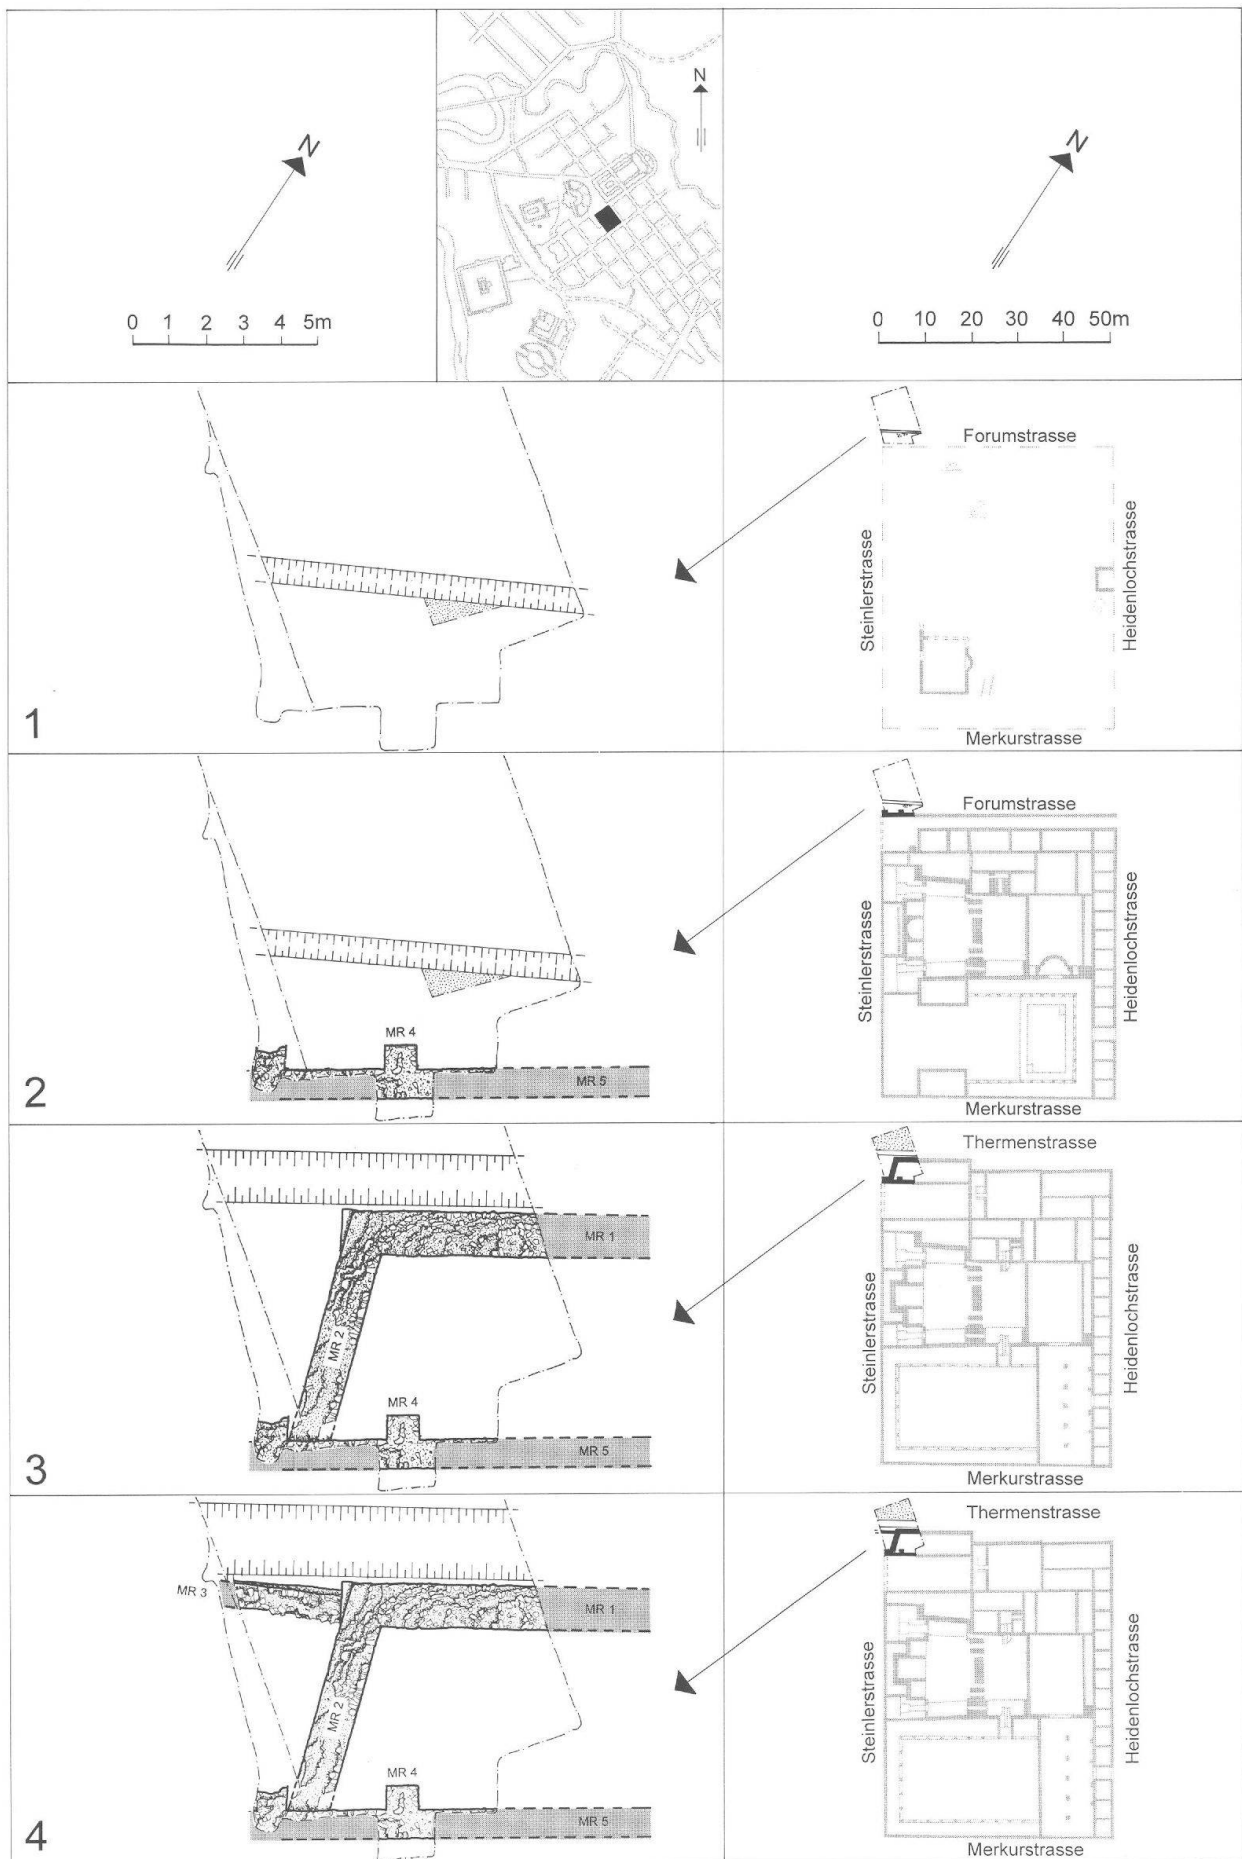 N
0 1 2 3 4 5m
N
N
0 10 20 30 40 50m
1
Forumstrasse
Steinlerstrasse
Heidenlochstrasse
Merkurstrasse
2
MR 4
MR 5
Forumstrasse
Steinlerstrasse
Heidenlochstrasse
Merkurstrasse
3
MR 1
MR 2
MR 4
MR 5
Thermenstrasse
Steinlerstrasse
Heidenlochstrasse
Merkurstrasse
4
MR 3
MR 1
MR 2
MR 4
MR 5
Thermenstrasse
Steinlerstrasse
Heidenlochstrasse
Merkurstrasse